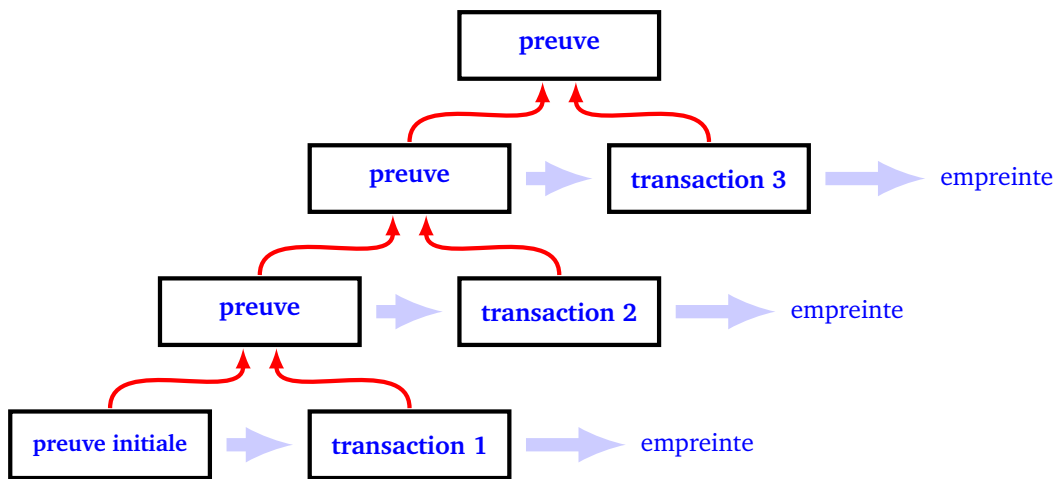 preuve
preuve
transaction 3
empreinte
preuve
transaction 2
empreinte
preuve initiale
transaction 1
empreinte